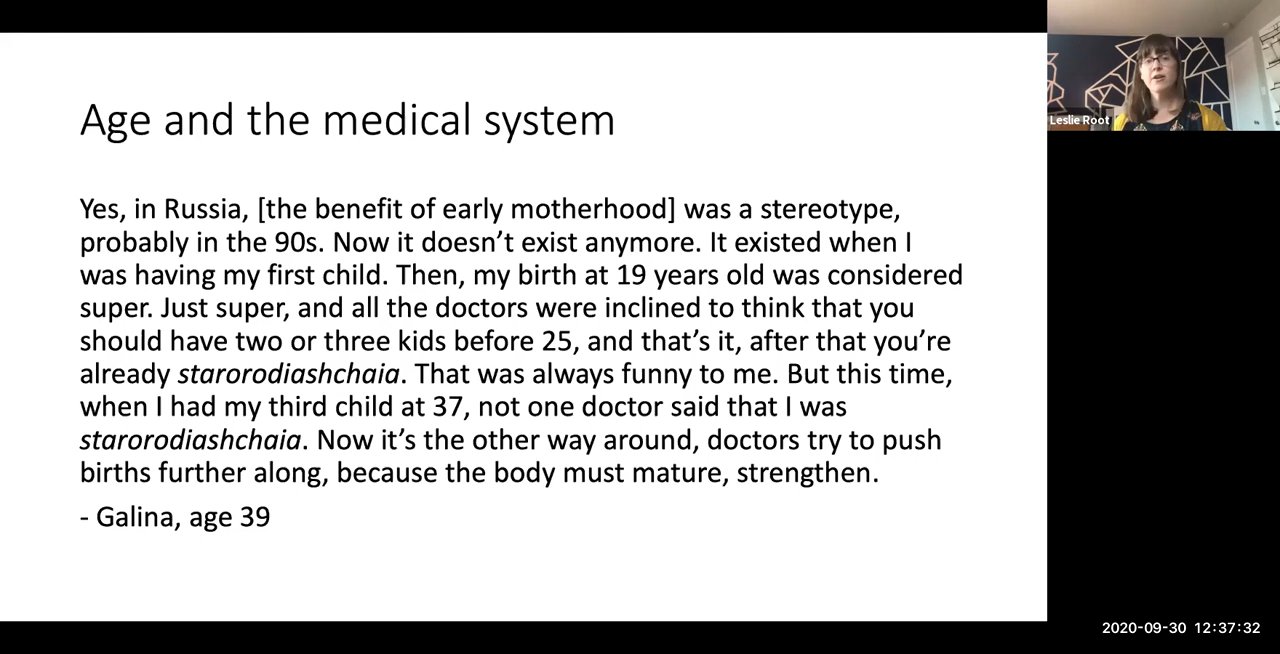 Age and the medical system
Leslie Root
Yes, in Russia, [the benefit of early motherhood] was a stereotype,
probably in the 90s. Now it doesn’t exist anymore. It existed when I
was having my first child. Then, my birth at 19 years old was considered
super. Just super, and all the doctors were inclined to think that you
should have two or three kids before 25, and that’s it, after that you’re
already starorodiashchaia. That was always funny to me. But this time,
when I had my third child at 37, not one doctor said that I was
starorodiashchaia. Now it’s the other way around, doctors try to push
births further along, because the body must mature, strengthen.
- Galina, age 39
2020-09-30 12:37:32